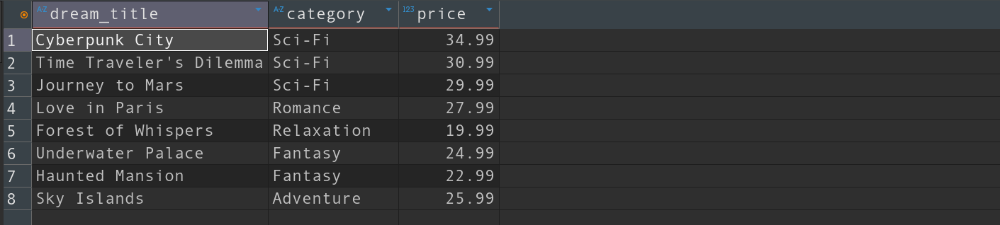 A-Z dream_title A-Z category 123 price
1 Cyberpunk City Sci-Fi 34.99
2 Time Traveler's Dilemma Sci-Fi 30.99
3 Journey to Mars Sci-Fi 29.99
4 Love in Paris Romance 27.99
5 Forest of Whispers Relaxation 19.99
6 Underwater Palace Fantasy 24.99
7 Haunted Mansion Fantasy 22.99
8 Sky Islands Adventure 25.99